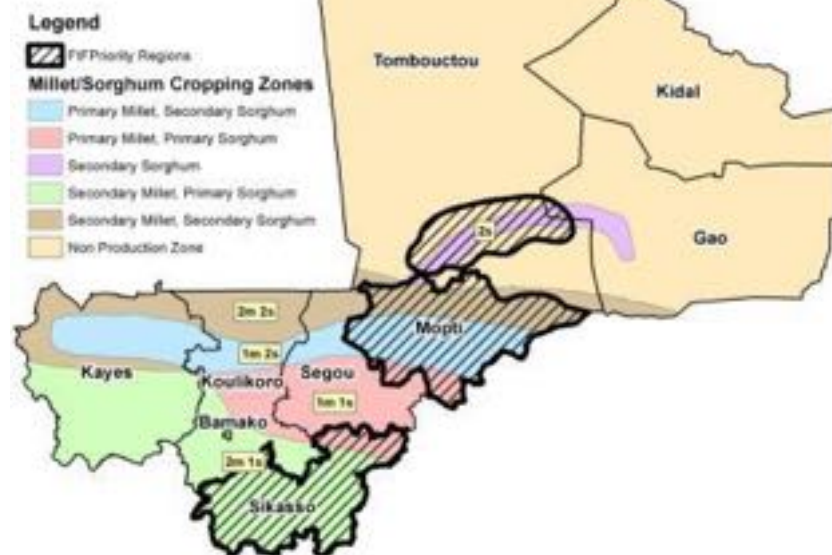 Legend
FtFPriority Regions
Millet/Sorghum Cropping Zones
Primary Millet, Secondary Sorghum
Primary Millet, Primary Sorghum
Secondary Sorghum
Secondary Millet, Primary Sorghum
Secondary Millet, Secondary Sorghum
Non Production Zone
Tombouctou
Kidal
2s
Gao
2m 2s
Mopti
1m 2s
Kayes
Koulikoro
Segou
1m 1s
Bamako
2m 1s
Sikasso